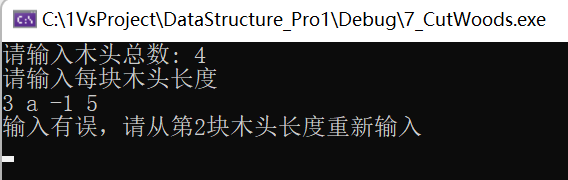 C:\1VsProject\DataStructure_Pro1\Debug\7_CutWoods.exe
请输入木头总数: 4
请输入每块木头长度
3 a -1 5
输入有误，请从第2块木头长度重新输入